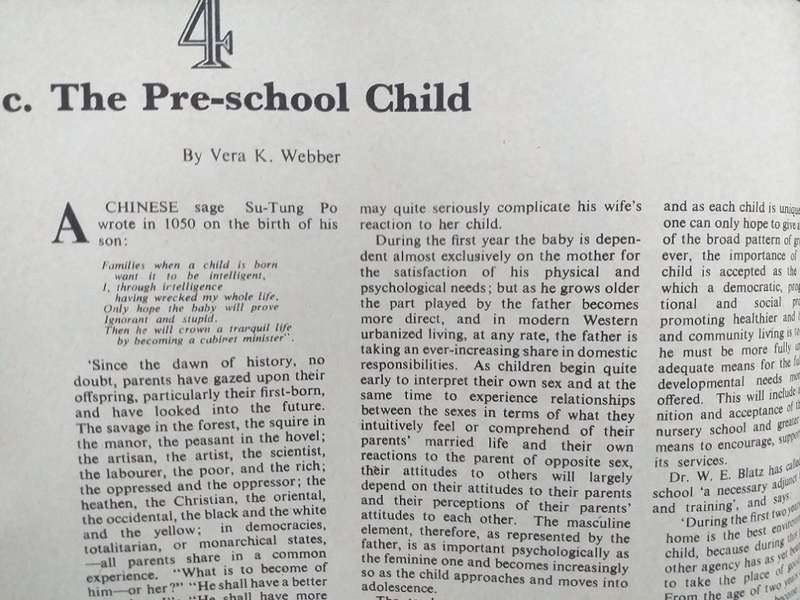 4
c. The Pre-school Child
By Vera K. Webber
A CHINESE sage Su-Tung Po
wrote in 1050 on the birth of his
son:
Families when a child is born
want it to be intelligent,
I, through irtelligence
having wrecked my whole life,
Only hope the baby will prove
Ignorant and stupid.
Then he will crown a tranquil life
by becoming a cabinet minister".
'Since the dawn of history, no
doubt, parents have gazed upon their
offspring, particularly their first-born,
and have looked into the future.
The savage in the forest, the squire in
the manor, the peasant in the hovel;
the artisan, the artist, the scientist,
the labourer, the poor, and the rich;
the oppressed and the oppressor; the
heathen, the Christian, the oriental,
the occidental, the black and the white
and the yellow; in democracies,
totalitarian, or monarchical states,
—all parents share in a common
experience. "What is to become of
him—or her?" "He shall have a better
"He shall have more
may quite seriously complicate his wife's
reaction to her child.
During the first year the baby is depen-
dent almost exclusively on the mother for
the satisfaction of his physical and
psychological needs; but as he grows older
the part played by the father becomes
more direct, and in modern Western
urbanized living, at any rate, the father is
taking an ever-increasing share in domestic
responsibilities. As children begin quite
early to interpret their own sex and at the
same time to experience relationships
between the sexes in terms of what they
intuitively feel or comprehend of their
parents' married life and their own
reactions to the parent of opposite sex,
their attitudes to others will largely
depend on their attitudes to their parents
and their perceptions of their parents'
attitudes to each other. The masculine
element, therefore, as represented by the
father, is as important psychologically as
the feminine one and becomes increasingly
so as the child approaches and moves into
adolescence.
and as each child is unique
one can only hope to give a
of the broad pattern of
ever, the importance of
child is accepted as the
which a democratic,
tional and social
promoting healthier and
and community living is
he must be more fully
adequate means for the
developmental needs
offered. This will include
nition and acceptance of
nursery school and greater
means to encourage,
its services.
Dr. W. E. Blatz has called
school 'a necessary adjunct
and training', and says:
'During the first two years
home is the best
child, because during
other agency has as yet
to take the place of
From the age of two